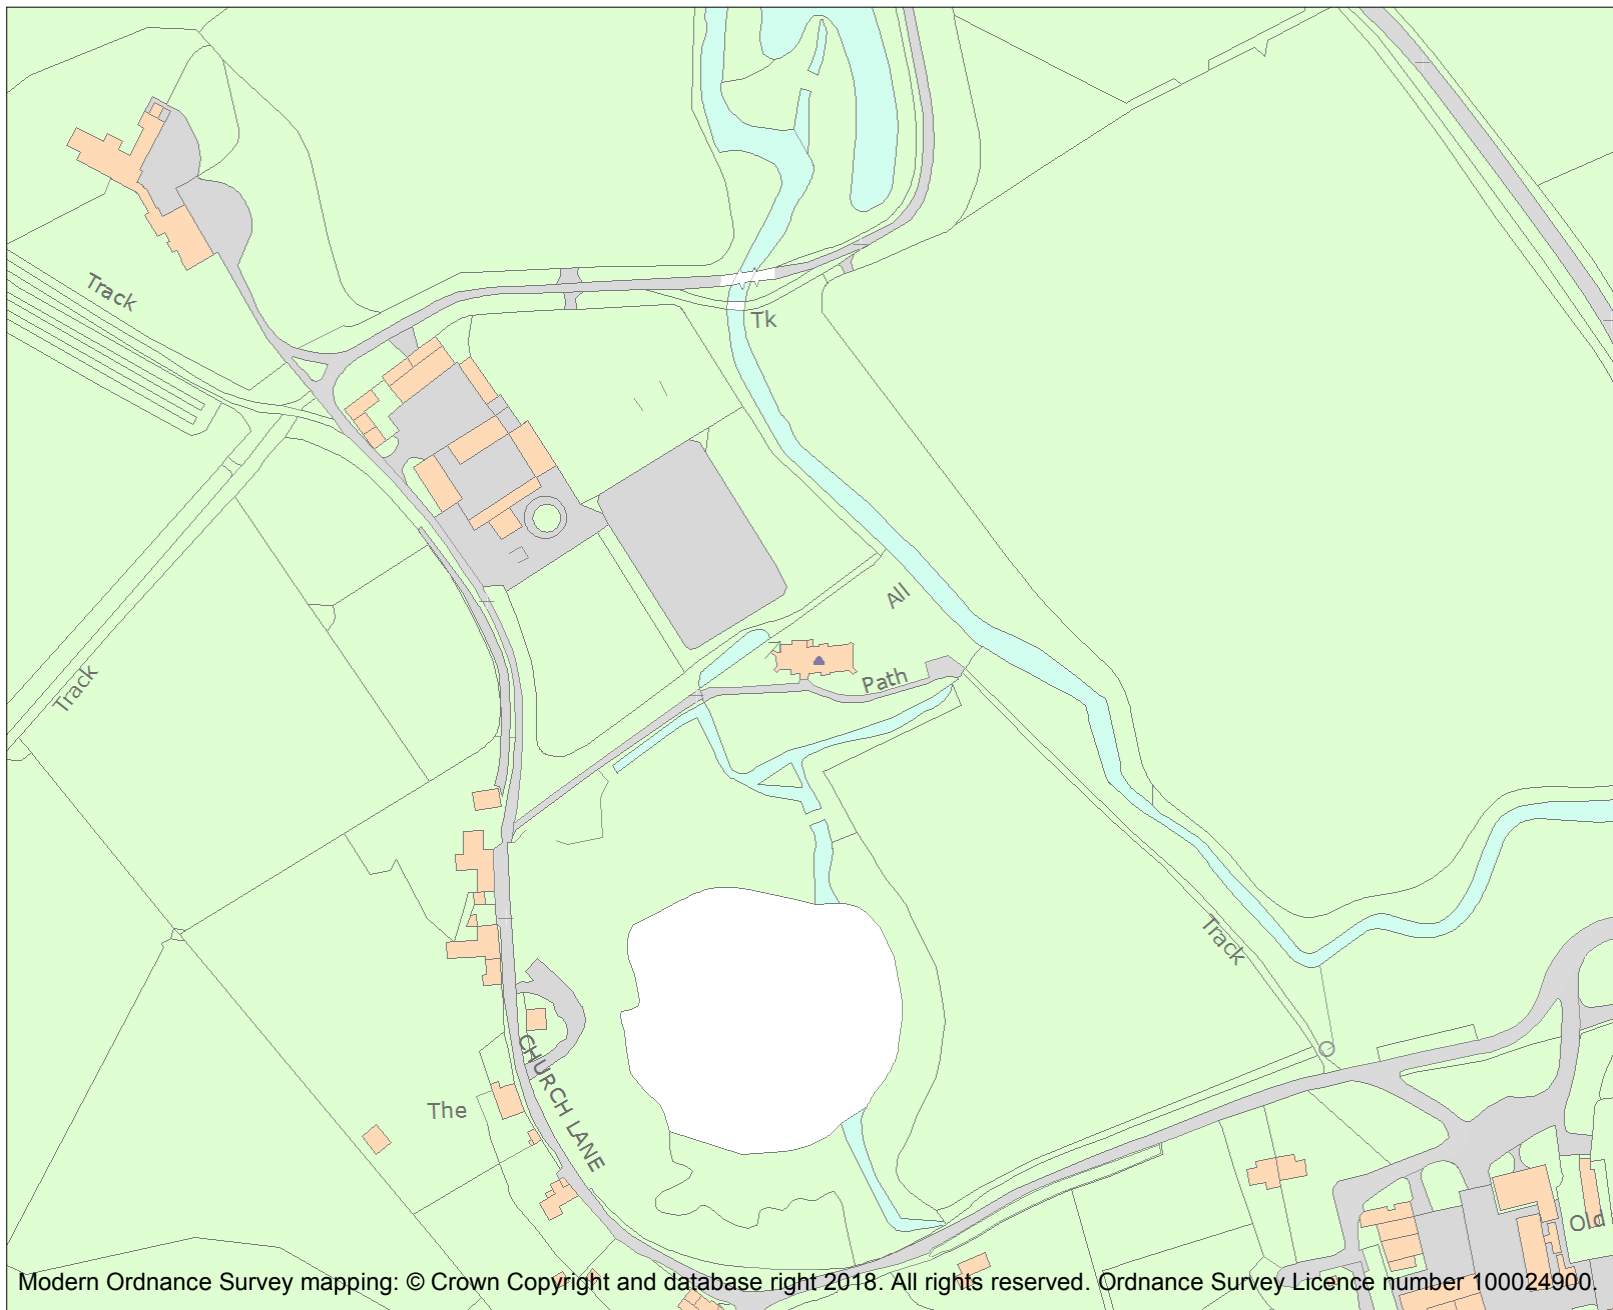 Track
Tk
All
Path
Track
Track
CHURCH LANE
The
Old
Modern Ordnance Survey mapping: © Crown Copyright and database right 2018. All rights reserved. Ordnance Survey Licence number 100024900.